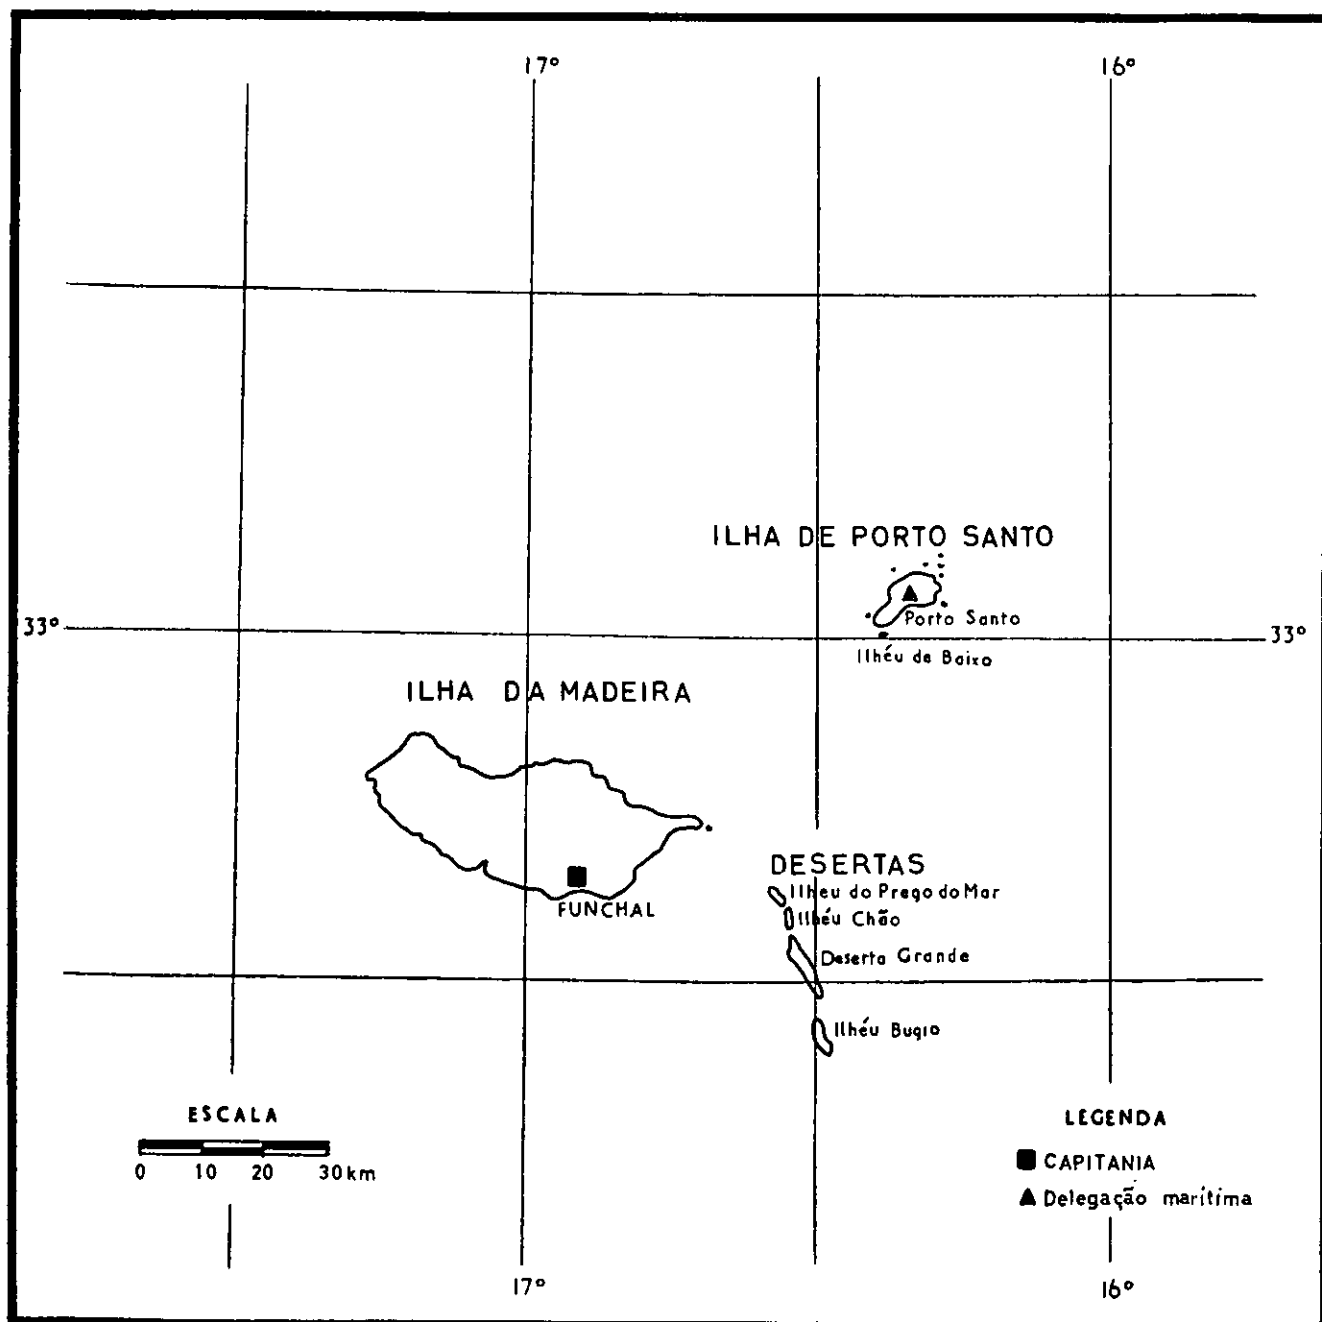 17° 16°
ILHA DE PORTO SANTO
Porto Santo
33° 33°
Ilhéu de Baixo
ILHA DA MADEIRA
DESERTAS
Ilheu do Prego do Mar
FUNCHAL
Ilhéu Chão
Deserta Grande
Ilhéu Bugio
ESCALA
0 10 20 30km
LEGENDA
CAPITANIA
Delegação marítima
17° 16°